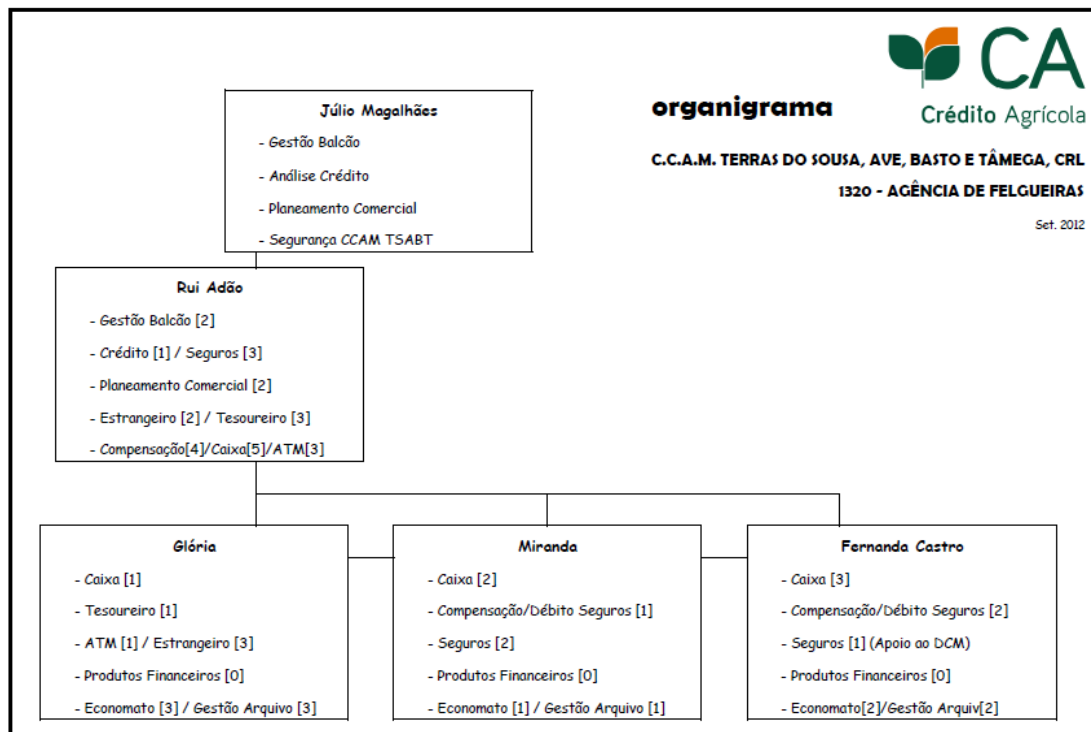 CA
Crédito Agrícola
organigrama
C.C.A.M. TERRAS DO SOUSA, AVE, BASTO E TÂMEGA, CRL
1320 - AGÊNCIA DE FELGUEIRAS
Set. 2012
Júlio Magalhães
- Gestão Balcão
- Análise Crédito
- Planeamento Comercial
- Segurança CCAM TSABT
Rui Adão
- Gestão Balcão [2]
- Crédito [1] / Seguros [3]
- Planeamento Comercial [2]
- Estrangeiro [2] / Tesoureiro [3]
- Compensação[4]/Caixa[5]/ATM[3]
Glória
- Caixa [1]
- Tesoureiro [1]
- ATM [1] / Estrangeiro [3]
- Produtos Financeiros [0]
- Economato [3] / Gestão Arquivo [3]
Miranda
- Caixa [2]
- Compensação/Débito Seguros [1]
- Seguros [2]
- Produtos Financeiros [0]
- Economato [1] / Gestão Arquivo [1]
Fernanda Castro
- Caixa [3]
- Compensação/Débito Seguros [2]
- Seguros [1] (Apoio ao DCM)
- Produtos Financeiros [0]
- Economato[2]/Gestão Arquiv[2]